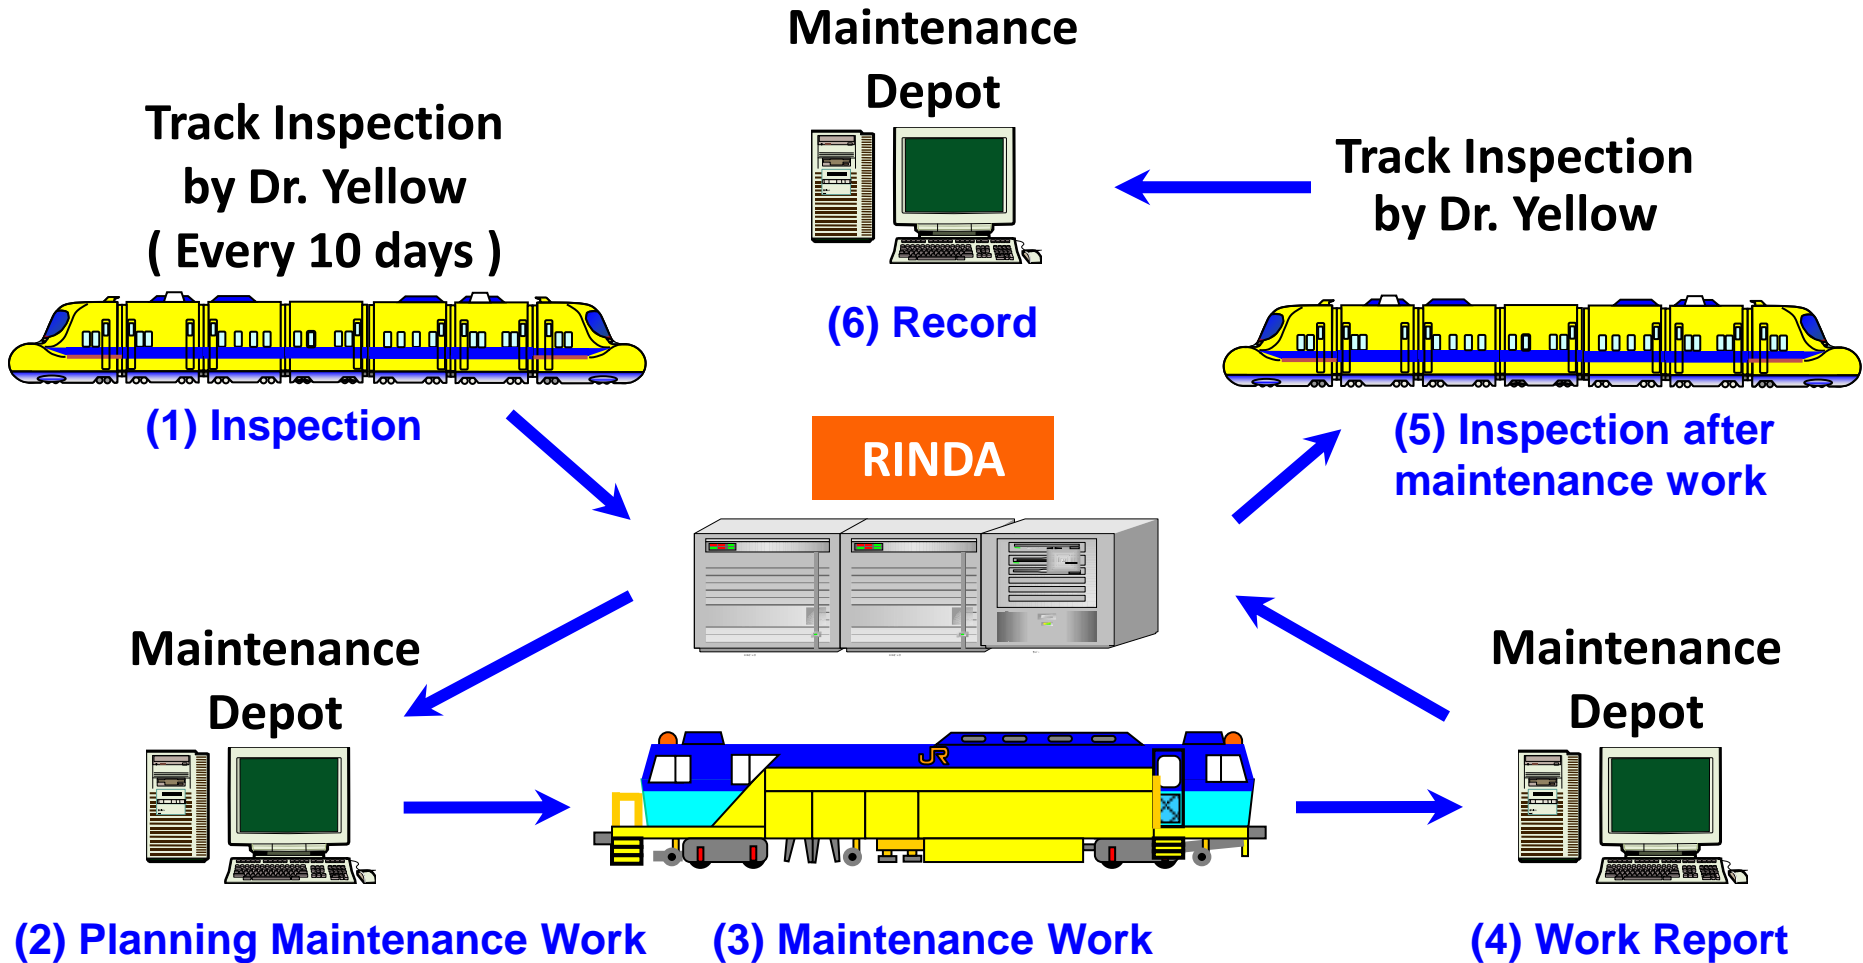 Maintenance
Depot
(6) Record
Track Inspection
by Dr. Yellow
( Every 10 days )
(1) Inspection
Track Inspection
by Dr. Yellow
(5) Inspection after
maintenance work
RINDA
Maintenance
Depot
(2) Planning Maintenance Work
JR
(3) Maintenance Work
Maintenance
Depot
(4) Work Report